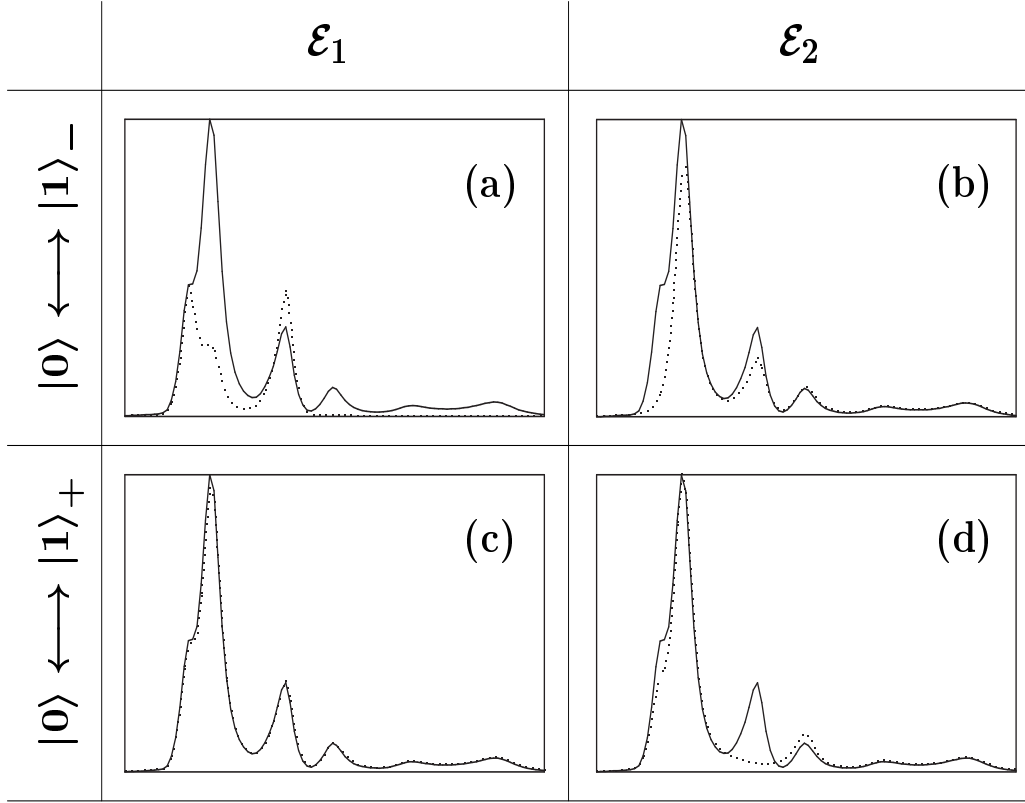 ℰ₁ ℰ₂
|0⟩ ⟷ |1⟩₋
(a) (b)
|0⟩ ⟷ |1⟩₊
(c) (d)